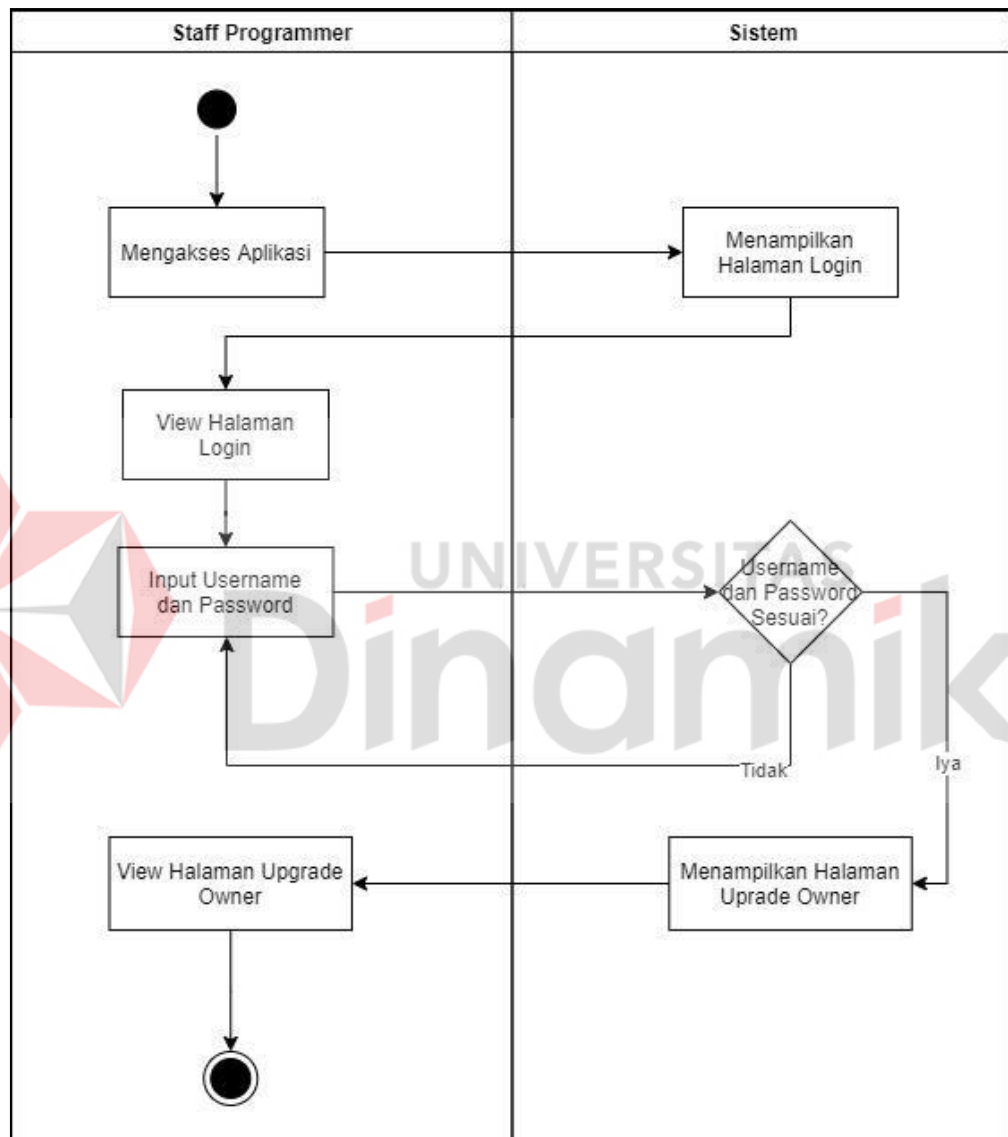 Staff Programmer
Sistem
Mengakses Aplikasi
Menampilkan
Halaman Login
View Halaman
Login
UNIVERSITAS
Dinamik
Input Username
dan Password
Username
dan Password
Sesuai?
Tidak
Iya
View Halaman Upgrade
Owner
Menampilkan Halaman
Uprade Owner